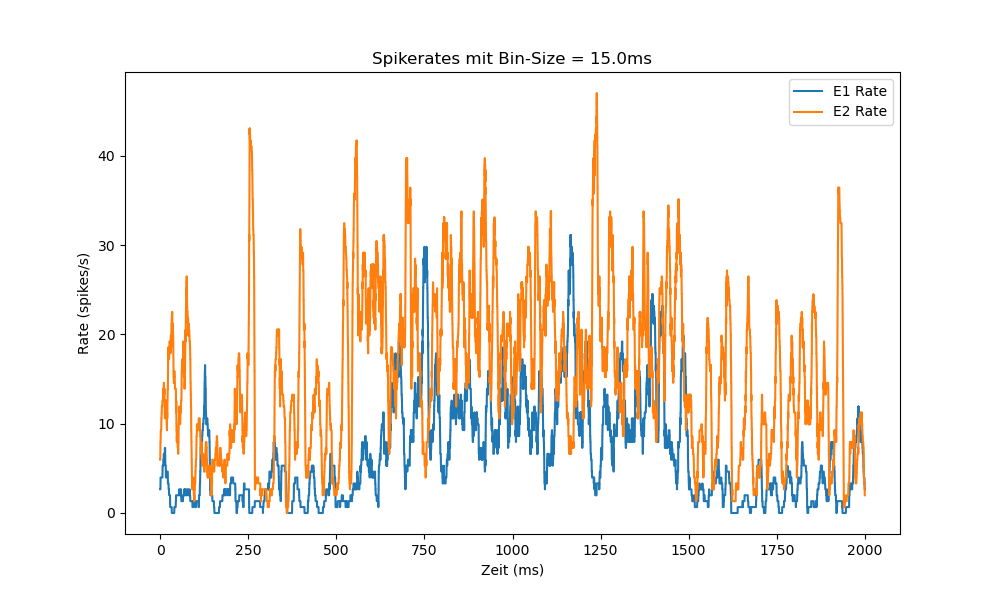 Spikerates mit Bin-Size = 15.0ms
E1 Rate
E2 Rate
Rate (spikes/s)
40
30
20
10
0
0 250 500 750 1000 1250 1500 1750 2000
Zeit (ms)